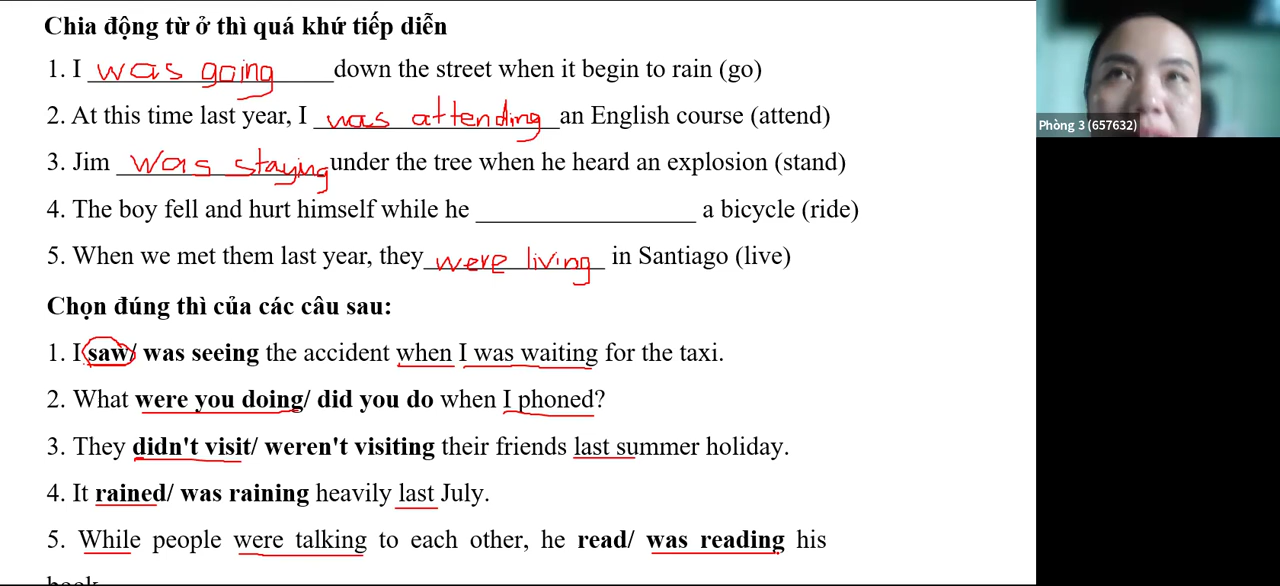 Chia động từ ở thì quá khứ tiếp diễn
1. I was going down the street when it begin to rain (go)
2. At this time last year, I was attending an English course (attend)
3. Jim was staying under the tree when he heard an explosion (stand)
4. The boy fell and hurt himself while he ________________ a bicycle (ride)
5. When we met them last year, they were living in Santiago (live)
Chọn đúng thì của các câu sau:
1. I saw/ was seeing the accident when I was waiting for the taxi.
2. What were you doing/ did you do when I phoned?
3. They didn't visit/ weren't visiting their friends last summer holiday.
4. It rained/ was raining heavily last July.
5. While people were talking to each other, he read/ was reading his
Phòng 3 (657632)